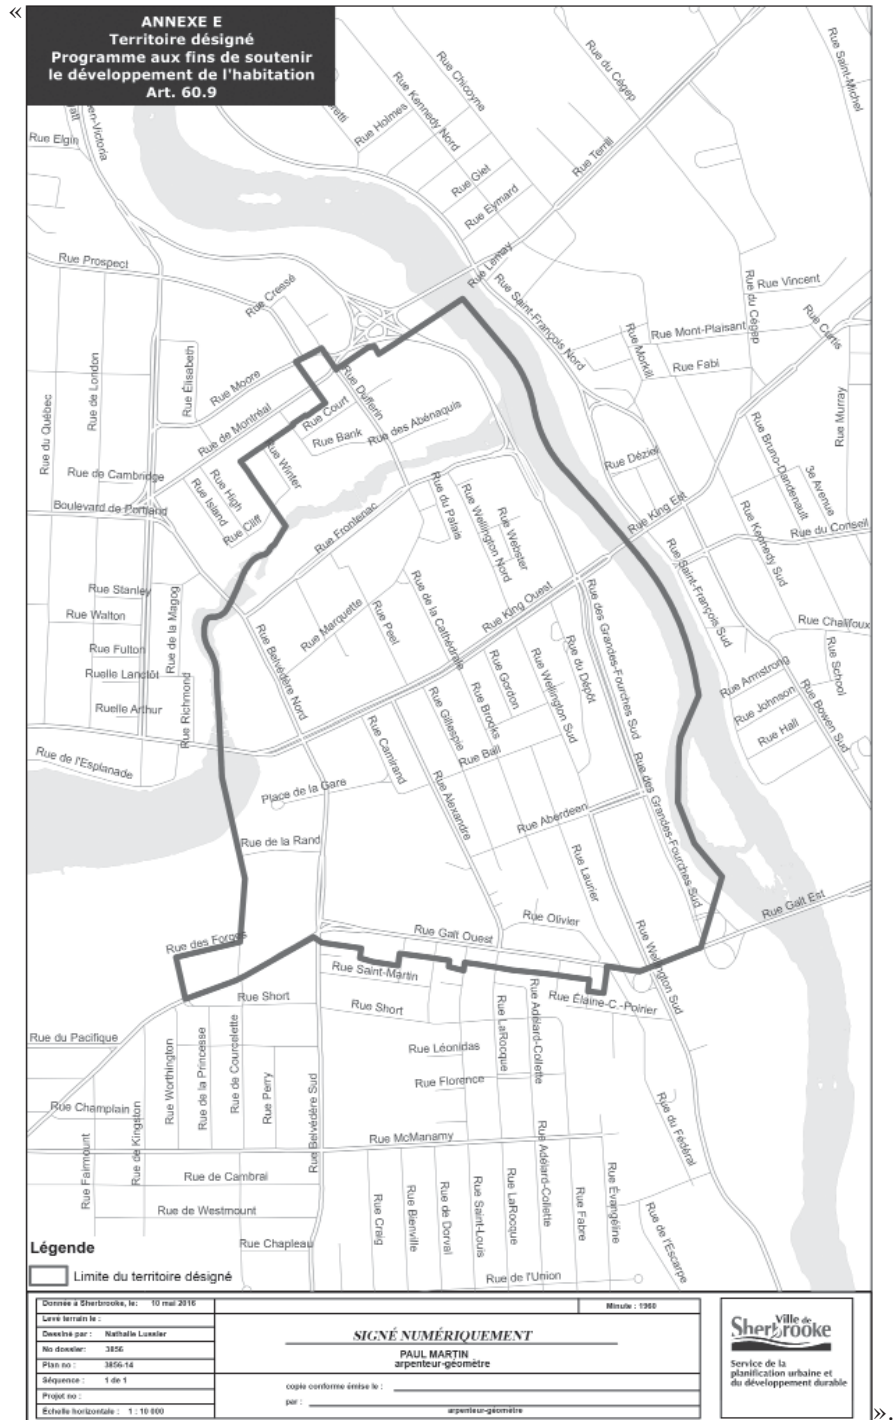 «
ANNEXE E
Territoire désigné
Programme aux fins de soutenir
le développement de l'habitation
Art. 60.9
Rue Elgin
Rue Holmes
Rue Kennedy Nord
Rue Chicoyne
Rue du Cégep
Rue Saint-Michel
Rue Terrill
Rue Giel
Rue Eymard
Rue Prospect
Rue Lemay
Rue Cressé
Rue Saint-François Nord
Rue du Cégep
Rue Vincent
Rue Mont-Plaisant
Rue Curtis
Rue Morkill
Rue Fabi
Rue du Québec
Rue de London
Rue Élisabeth
Rue Moore
Rue Dufferin
Rue de Montréal
Rue Court
Rue Bank
Rue des Abénaquis
Rue Murray
Rue Bruno-Dandenault
3e Avenue
Rue Déziel
Rue de Cambridge
Rue Winter
Rue High
Rue Island
Rue Cliff
Boulevard de Portland
Rue Frontenac
Rue du Palais
Rue Wellington Nord
Rue Webster
Rue King Est
Rue Kennedy Sud
Rue du Conseil
Rue Stanley
Rue Walton
Rue de la Magog
Rue Fulton
Ruelle Lanctôt
Ruelle Arthur
Rue Richmond
Rue Belvédère Nord
Rue Marquette
Rue Peel
Rue de la Cathédrale
Rue King Ouest
Rue des Grandes-Fourches Sud
Rue Saint-François Sud
Rue Chalifoux
Rue School
Rue Armstrong
Rue Johnson
Rue Hall
Rue Bowen Sud
Rue du Dépôt
Rue Wellington Sud
Rue Gordon
Rue Brooks
Rue Gillespie
Rue Ball
Rue Camirand
Rue de l'Esplanade
Place de la Gare
Rue Alexandre
Rue des Grandes-Fourches Sud
Rue Aberdeen
Rue de la Rand
Rue Laurier
Rue Galt Est
Rue Olivier
Rue Galt Ouest
Rue des Forges
Rue Wellington Sud
Rue Saint-Martin
Rue Short
Rue Short
Rue Élaine-C.-Poirier
Rue du Pacifique
Rue Worthington
Rue de la Princesse
Rue de Courcelette
Rue Perry
Rue LaRocque
Rue Adélard-Collette
Rue Léonidas
Rue Florence
Rue Champlain
Rue de Kingston
Rue Fairmount
Rue Belvédère Sud
Rue McManamy
Rue du Fédéral
Rue de Cambrai
Rue de Westmount
Rue Chapleau
Rue Craig
Rue Bienville
Rue de Dorval
Rue Saint-Louis
Rue LaRocque
Rue Adélard-Collette
Rue Fabre
Rue Évangéline
Rue de l'Escarpe
Rue de l'Union
Légende
Limite du territoire désigné
Donnée à Sherbrooke, le: 10 mai 2016
Levé terrain le :
Dessiné par : Nathalie Lussier
No dossier: 3856
Plan no : 3856-14
Séquence : 1 de 1
Projet no :
Échelle horizontale : 1 : 10 000
Minute : 1960
SIGNÉ NUMÉRIQUEMENT
PAUL MARTIN
arpenteur-géomètre
copie conforme émise le :
par :
arpenteur-géomètre
Ville de
Sherbrooke
Service de la
planification urbaine et
du développement durable
».